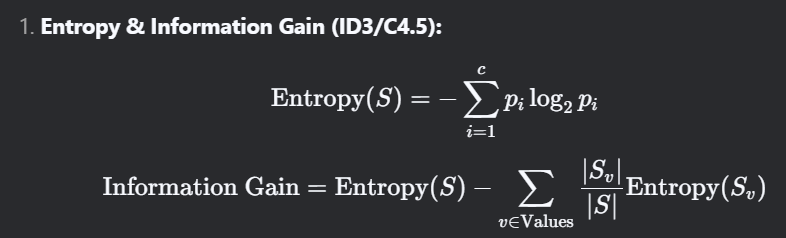 1. Entropy & Information Gain (ID3/C4.5):
Entropy(S) = − ∑_{i=1}^{c} p_i log_2 p_i
Information Gain = Entropy(S) − ∑_{v∈Values} |S_v|/|S| Entropy(S_v)